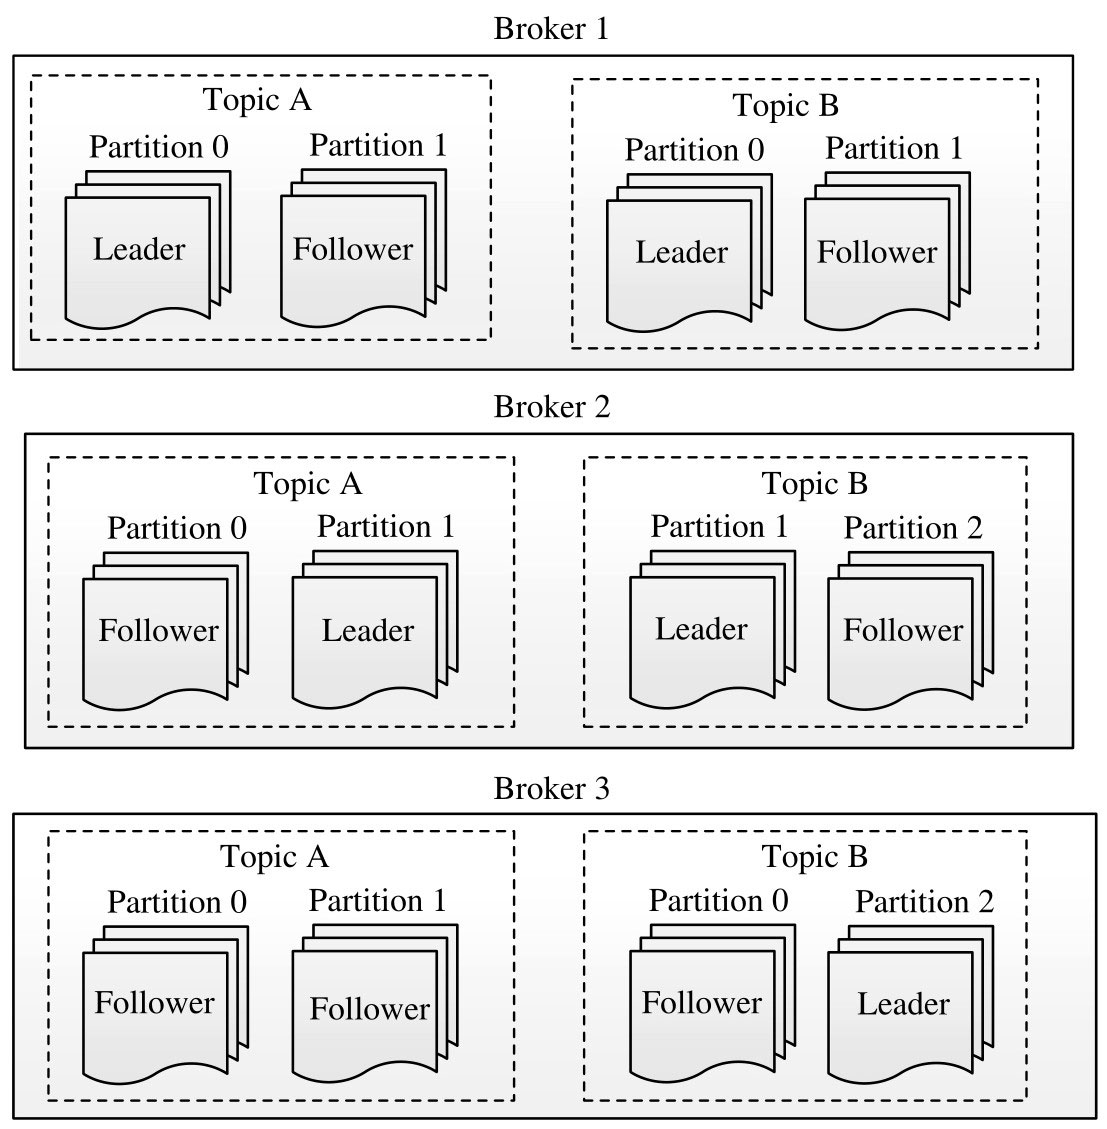 Broker 1
Topic A
Topic B
Partition 0
Partition 1
Partition 0
Partition 1
Leader
Follower
Leader
Follower
Broker 2
Topic A
Topic B
Partition 0
Partition 1
Partition 1
Partition 2
Follower
Leader
Leader
Follower
Broker 3
Topic A
Topic B
Partition 0
Partition 1
Partition 0
Partition 2
Follower
Follower
Follower
Leader